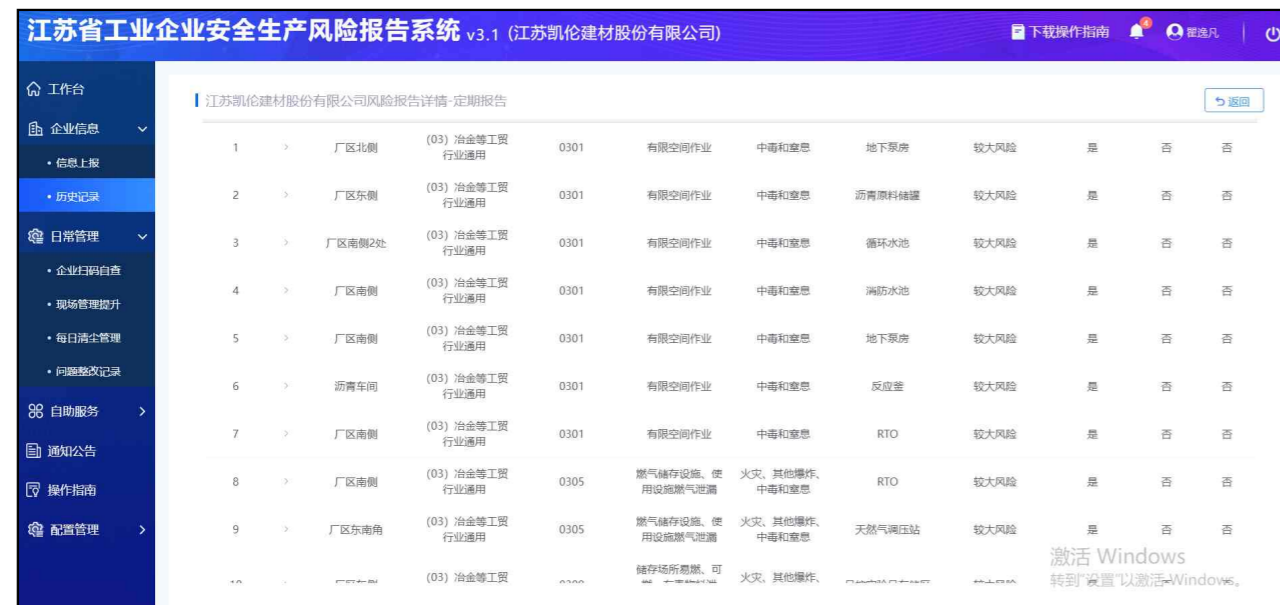 江苏省工业企业安全生产风险报告系统 v3.1 (江苏凯伦建材股份有限公司)
下载操作指南
4
瞿逸凡
工作台
企业信息
• 信息上报
• 历史记录
日常管理
• 企业扫码自查
• 现场管理提升
• 每日清尘管理
• 问题整改记录
自助服务
通知公告
操作指南
配置管理
江苏凯伦建材股份有限公司风险报告详情-定期报告
返回
1 > 厂区北侧 (03) 冶金等工贸行业通用 0301 有限空间作业 中毒和窒息 地下泵房 较大风险 是 否 否
2 > 厂区东侧 (03) 冶金等工贸行业通用 0301 有限空间作业 中毒和窒息 沥青原料储罐 较大风险 是 否 否
3 > 厂区南侧2处 (03) 冶金等工贸行业通用 0301 有限空间作业 中毒和窒息 循环水池 较大风险 是 否 否
4 > 厂区南侧 (03) 冶金等工贸行业通用 0301 有限空间作业 中毒和窒息 消防水池 较大风险 是 否 否
5 > 厂区南侧 (03) 冶金等工贸行业通用 0301 有限空间作业 中毒和窒息 地下泵房 较大风险 是 否 否
6 > 沥青车间 (03) 冶金等工贸行业通用 0301 有限空间作业 中毒和窒息 反应釜 较大风险 是 否 否
7 > 厂区南侧 (03) 冶金等工贸行业通用 0301 有限空间作业 中毒和窒息 RTO 较大风险 是 否 否
8 > 厂区南侧 (03) 冶金等工贸行业通用 0305 燃气储存设施、使用设施燃气泄漏 火灾、其他爆炸、中毒和窒息 RTO 较大风险 是 否 否
9 > 厂区东南角 (03) 冶金等工贸行业通用 0305 燃气储存设施、使用设施燃气泄漏 火灾、其他爆炸、中毒和窒息 天然气调压站 较大风险 是 否 否
(03) 冶金等工贸 储存场所易燃、可 火灾、其他爆炸、
激活 Windows
转到"设置"以激活 Windows。